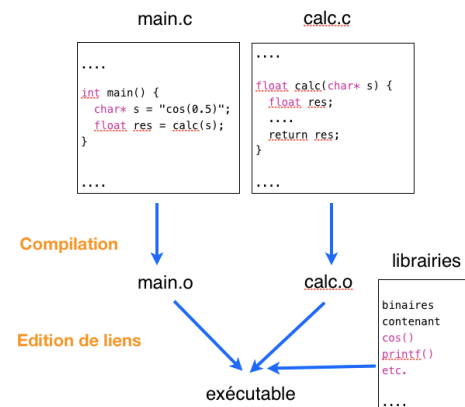 main.c
....
int main() {
char* s = "cos(0.5)";
float res = calc(s);
}
....
calc.c
....
float calc(char* s) {
float res;
....
return res;
}
....
Compilation
main.o
calc.o
librairies
binaires
contenant
cos()
printf()
etc.
....
Edition de liens
exécutable